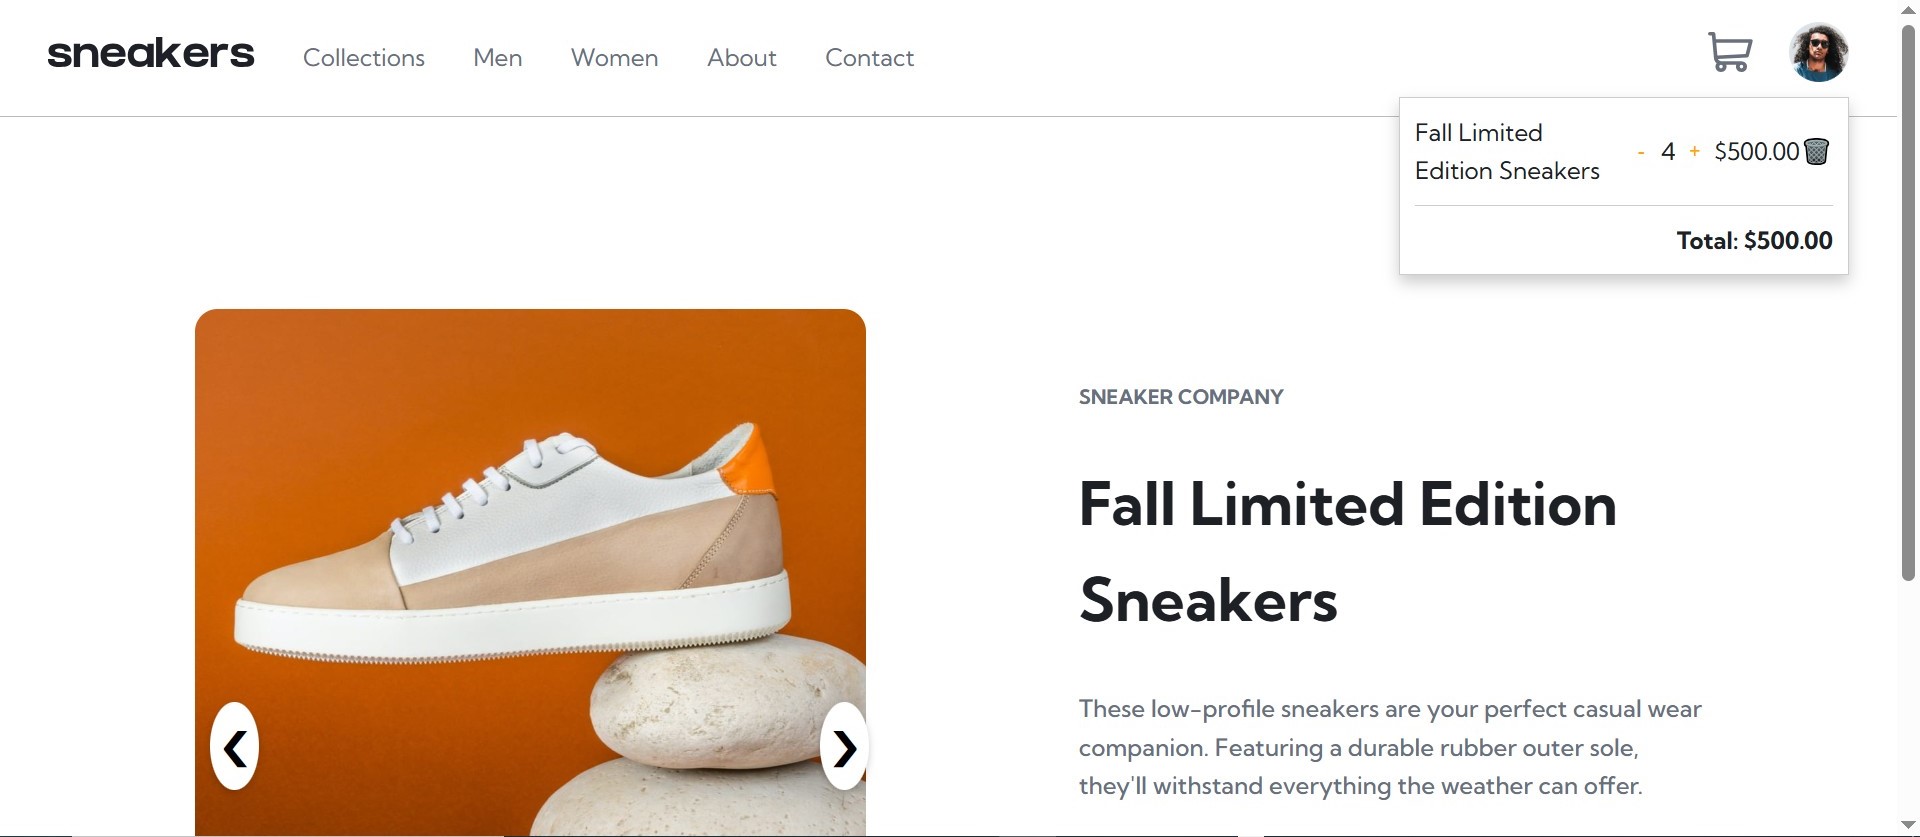 sneakers Collections Men Women About Contact
Fall Limited
Edition Sneakers
- 4 + $500.00
Total: $500.00
SNEAKER COMPANY
Fall Limited Edition
Sneakers
These low-profile sneakers are your perfect casual wear
companion. Featuring a durable rubber outer sole,
they'll withstand everything the weather can offer.